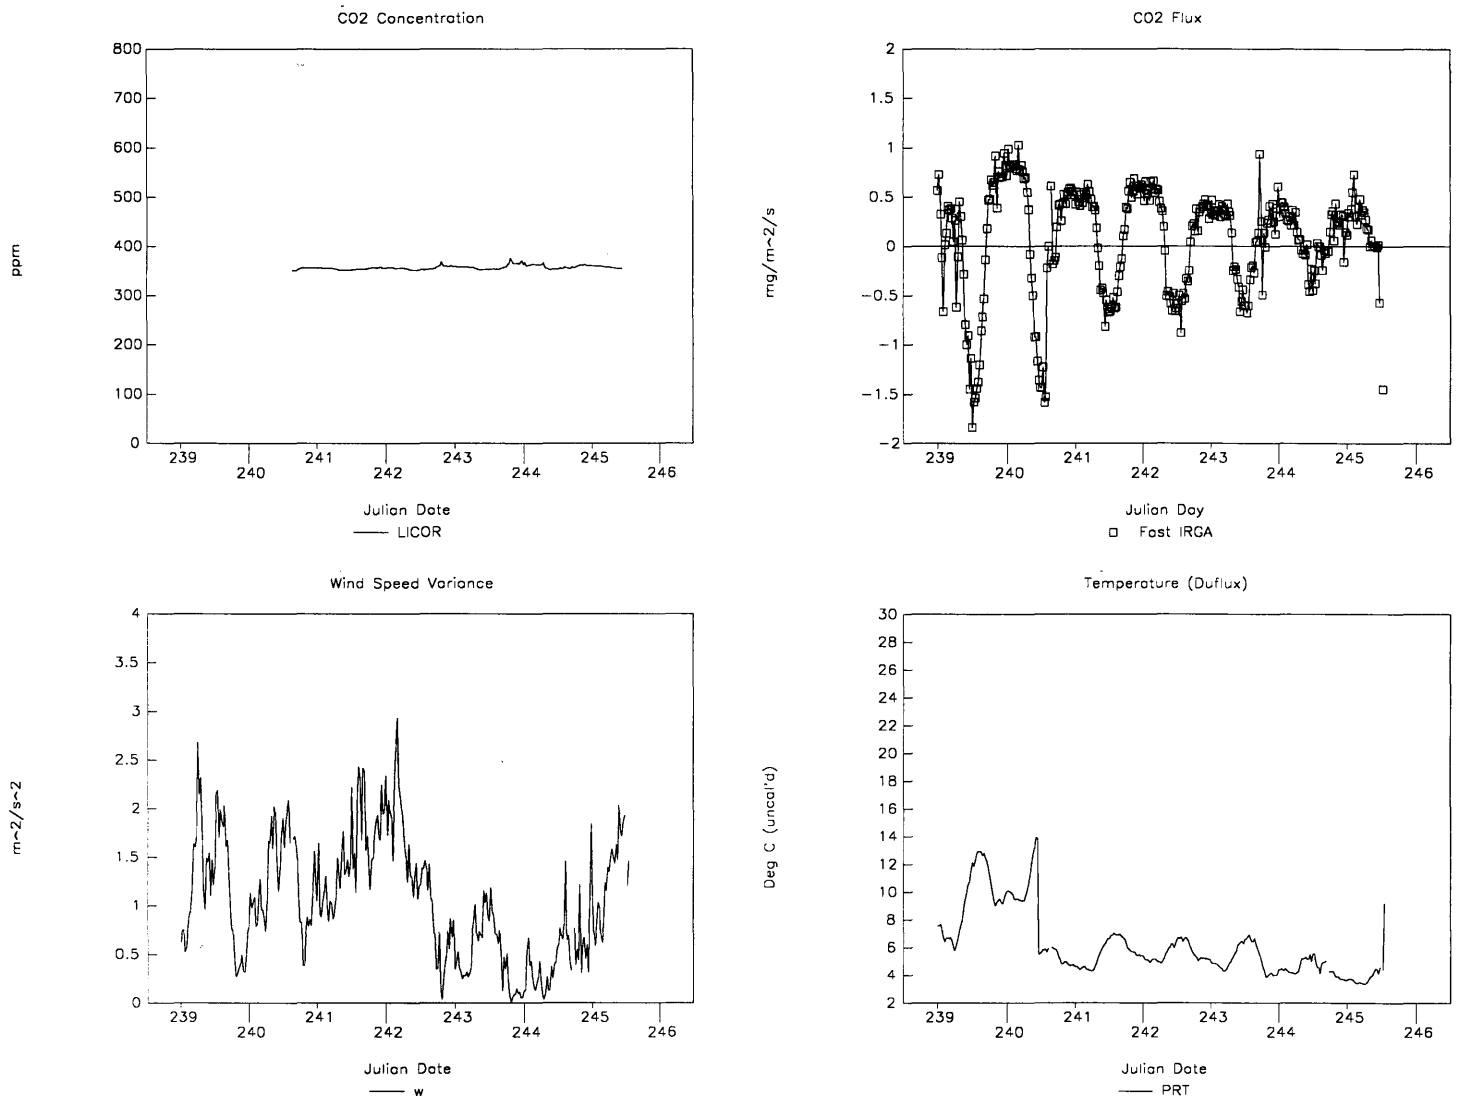 CO2 Concentration
800
700
600
500
400
300
200
100
0
ppm
239 240 241 242 243 244 245 246
Julian Date
LICOR
CO2 Flux
2
1.5
1
0.5
0
−0.5
−1
−1.5
−2
mg/m^2/s
239 240 241 242 243 244 245 246
Julian Day
Fast IRGA
Wind Speed Variance
4
3.5
3
2.5
2
1.5
1
0.5
0
m^2/s^2
239 240 241 242 243 244 245 246
Julian Date
w
Temperature (Duflux)
30
28
26
24
22
20
18
16
14
12
10
8
6
4
2
Deg C (uncal'd)
239 240 241 242 243 244 245 246
Julian Date
PRT